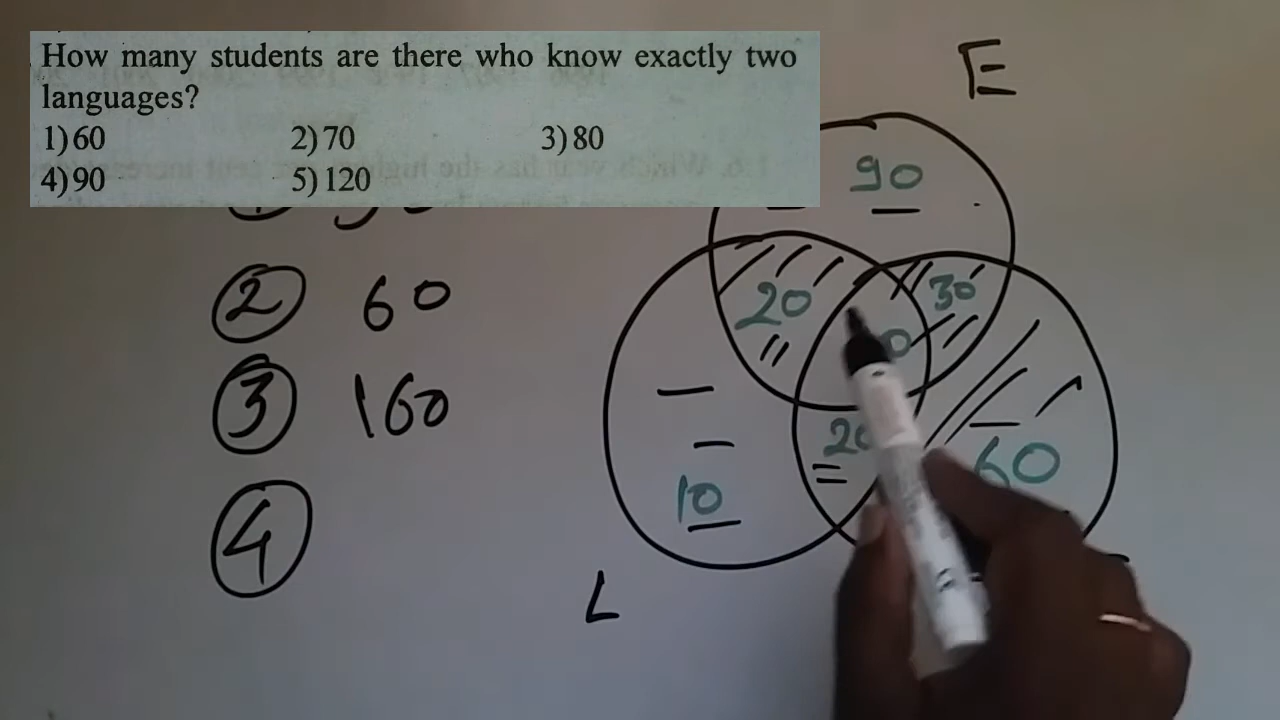 How many students are there who know exactly two
languages?
1)60 2)70 3)80
4)90 5)120
E
90
② 60
20 30
③ 160
20
60
10
④
L